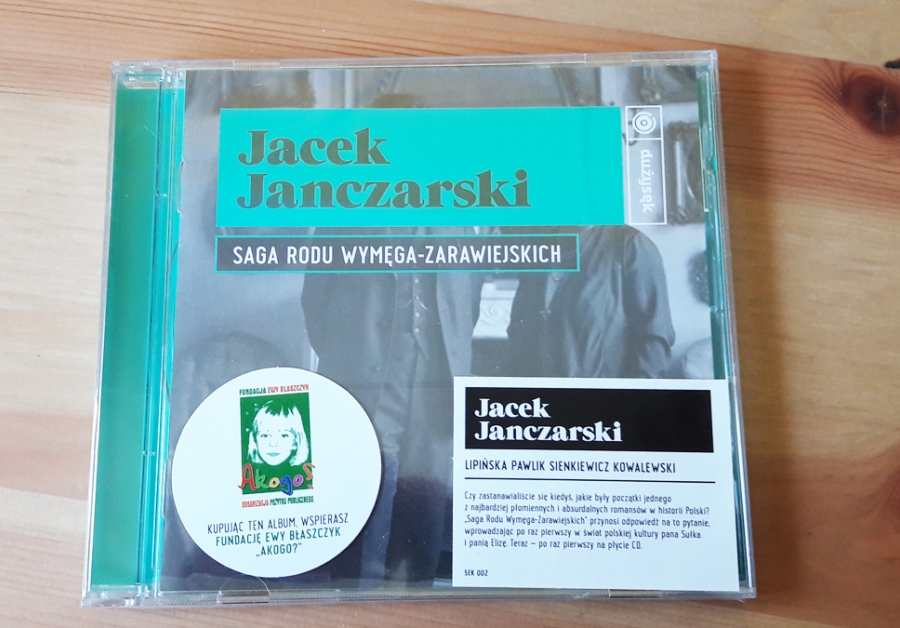 Jacek
Janczarski
dużysęk
SAGA RODU WYMĘGA-ZARAWIEJSKICH
FUNDACJA EWY BŁASZCZYK
Akogo?
ORGANIZACJA POŻYTKU PUBLICZNEGO
KUPUJĄC TEN ALBUM, WSPIERASZ
FUNDACJĘ EWY BŁASZCZYK
„AKOGO?”
Jacek
Janczarski
LIPIŃSKA PAWLIK SIENKIEWICZ KOWALEWSKI
Czy zastanawialiście się kiedyś, jakie były początki jednego
z najbardziej płomiennych i absurdalnych romansów w historii Polski?
„Saga Rodu Wymęga-Zarawiejskich” przynosi odpowiedź na to pytanie,
wprowadzając po raz pierwszy w świat polskiej kultury pana Sułka
i panią Elizę. Teraz – po raz pierwszy na płycie CD.
SEK 002